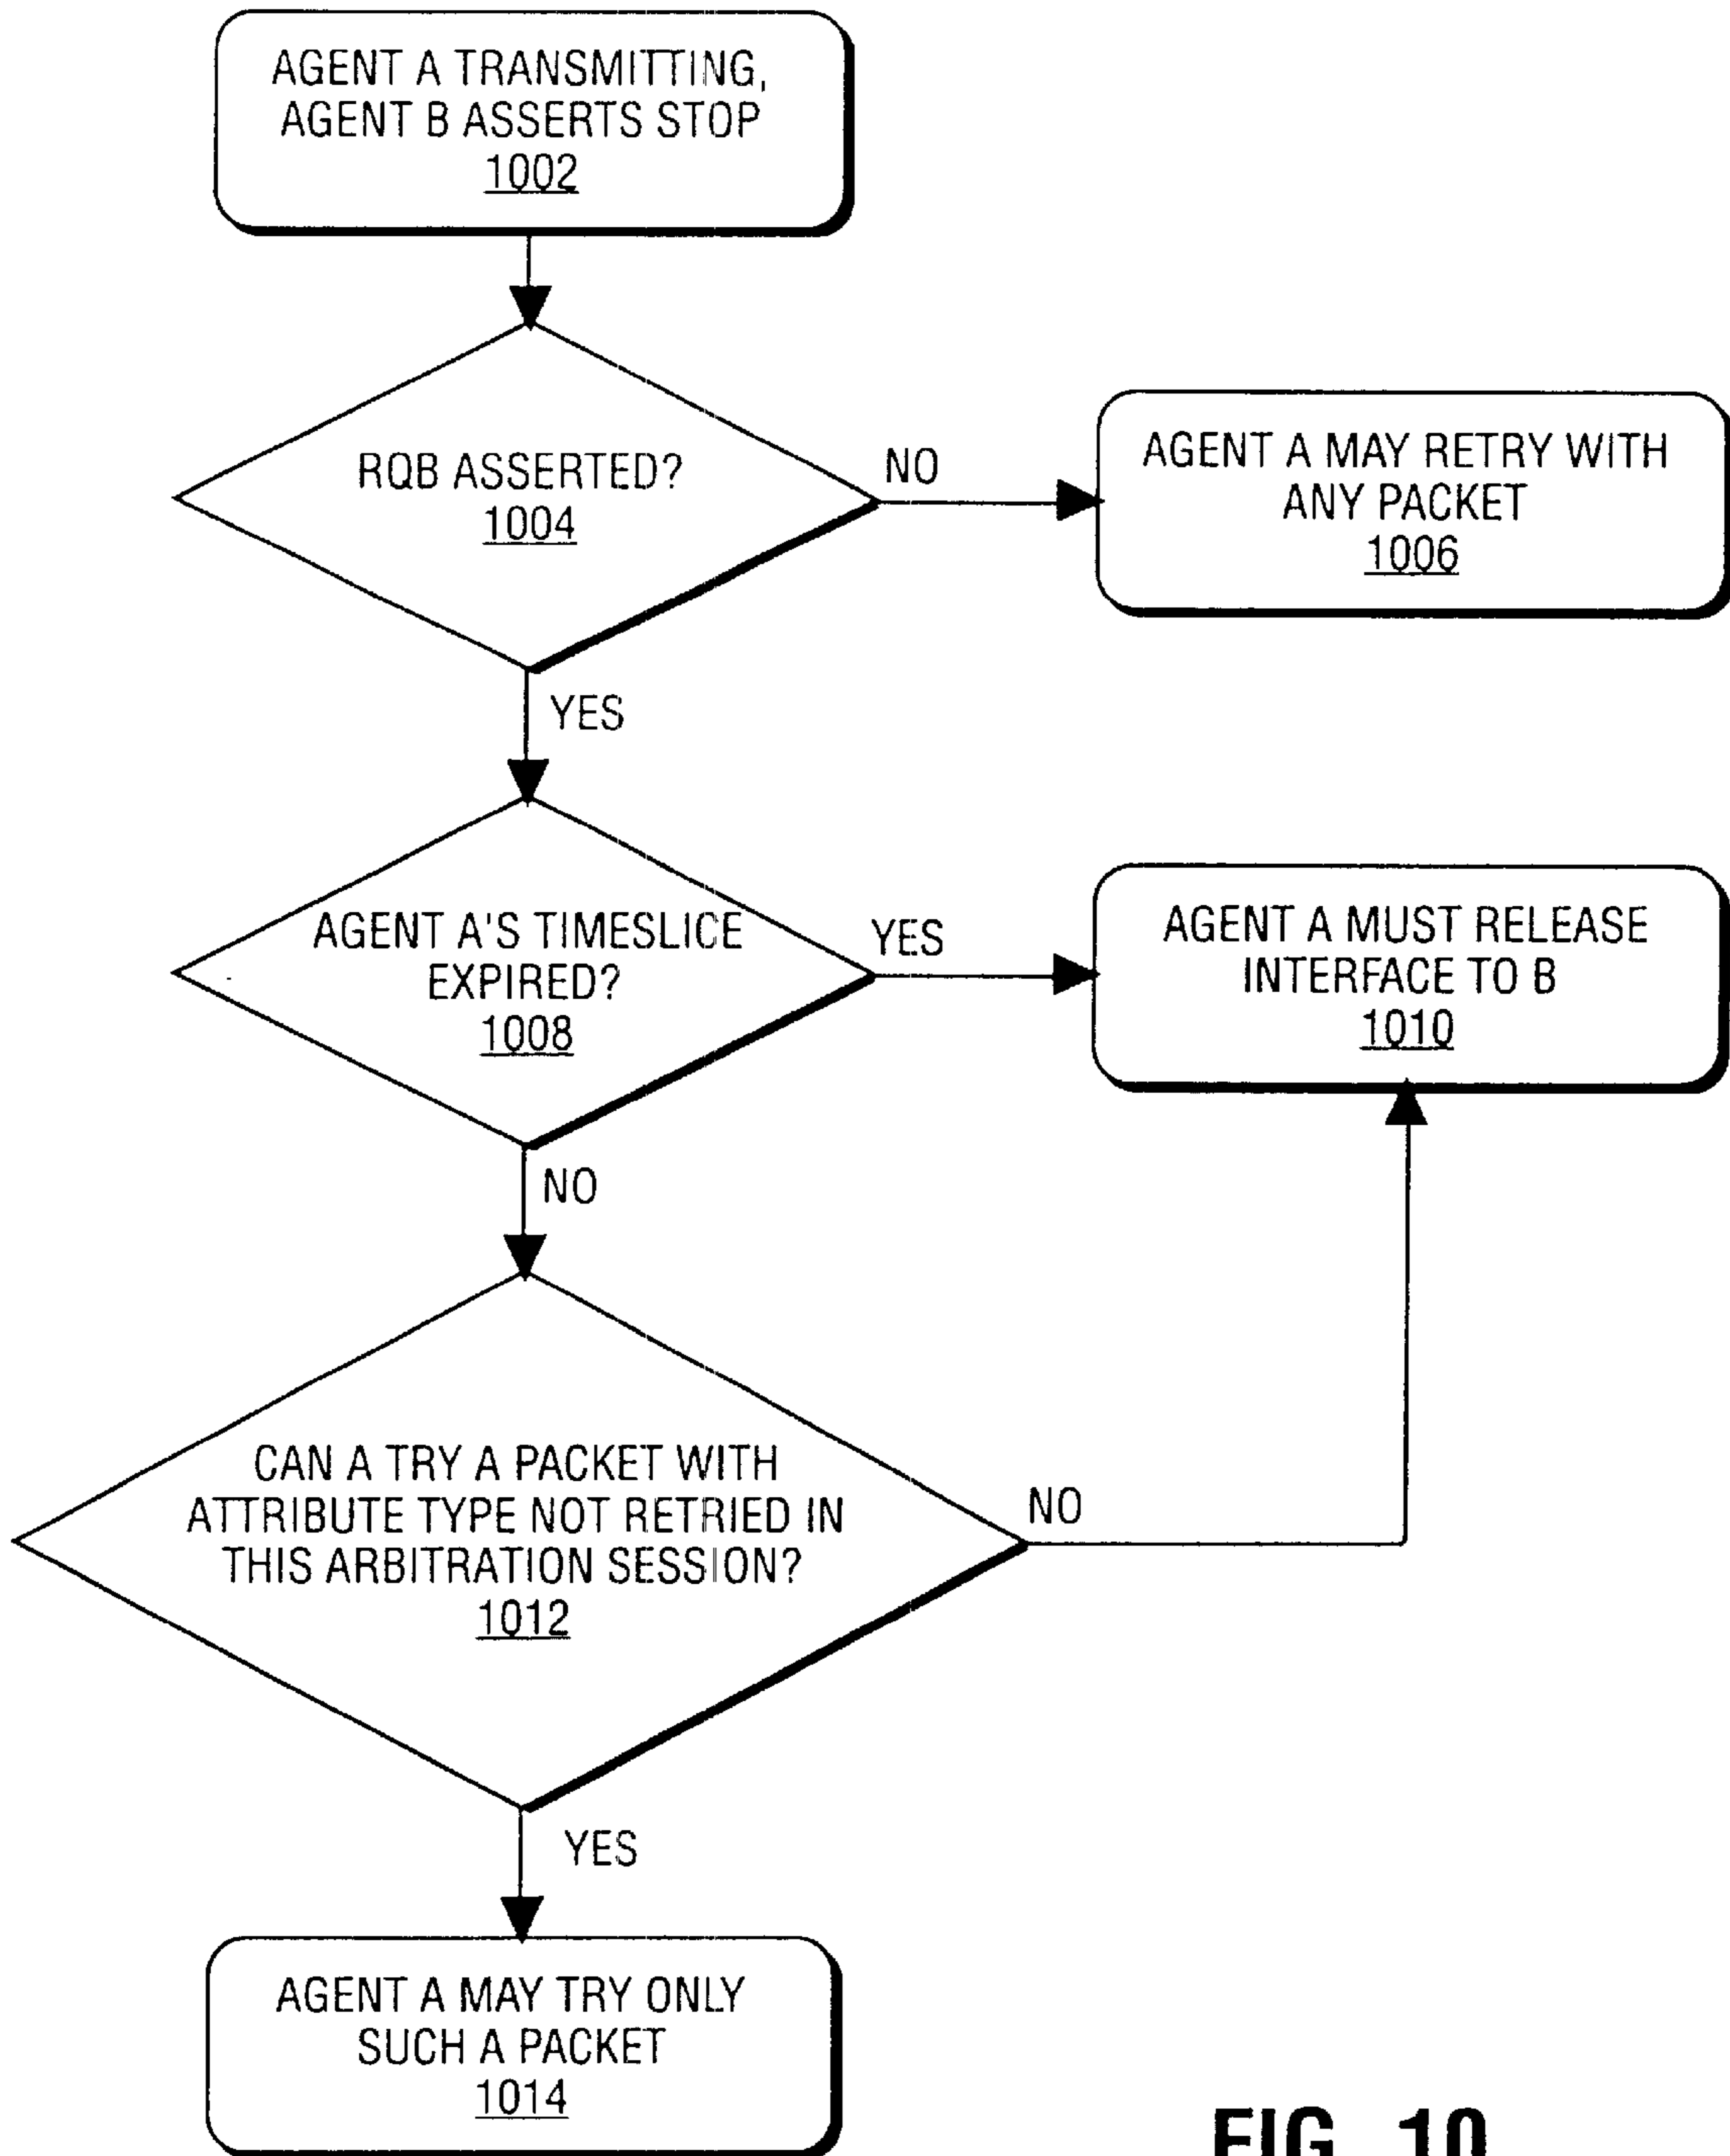 AGENT A TRANSMITTING,
AGENT B ASSERTS STOP
1002
RQB ASSERTED?
1004
NO
AGENT A MAY RETRY WITH
ANY PACKET
1006
YES
AGENT A'S TIMESLICE
EXPIRED?
1008
YES
AGENT A MUST RELEASE
INTERFACE TO B
1010
NO
CAN A TRY A PACKET WITH
ATTRIBUTE TYPE NOT RETRIED IN
THIS ARBITRATION SESSION?
1012
NO
YES
AGENT A MAY TRY ONLY
SUCH A PACKET
1014
FIG. 10